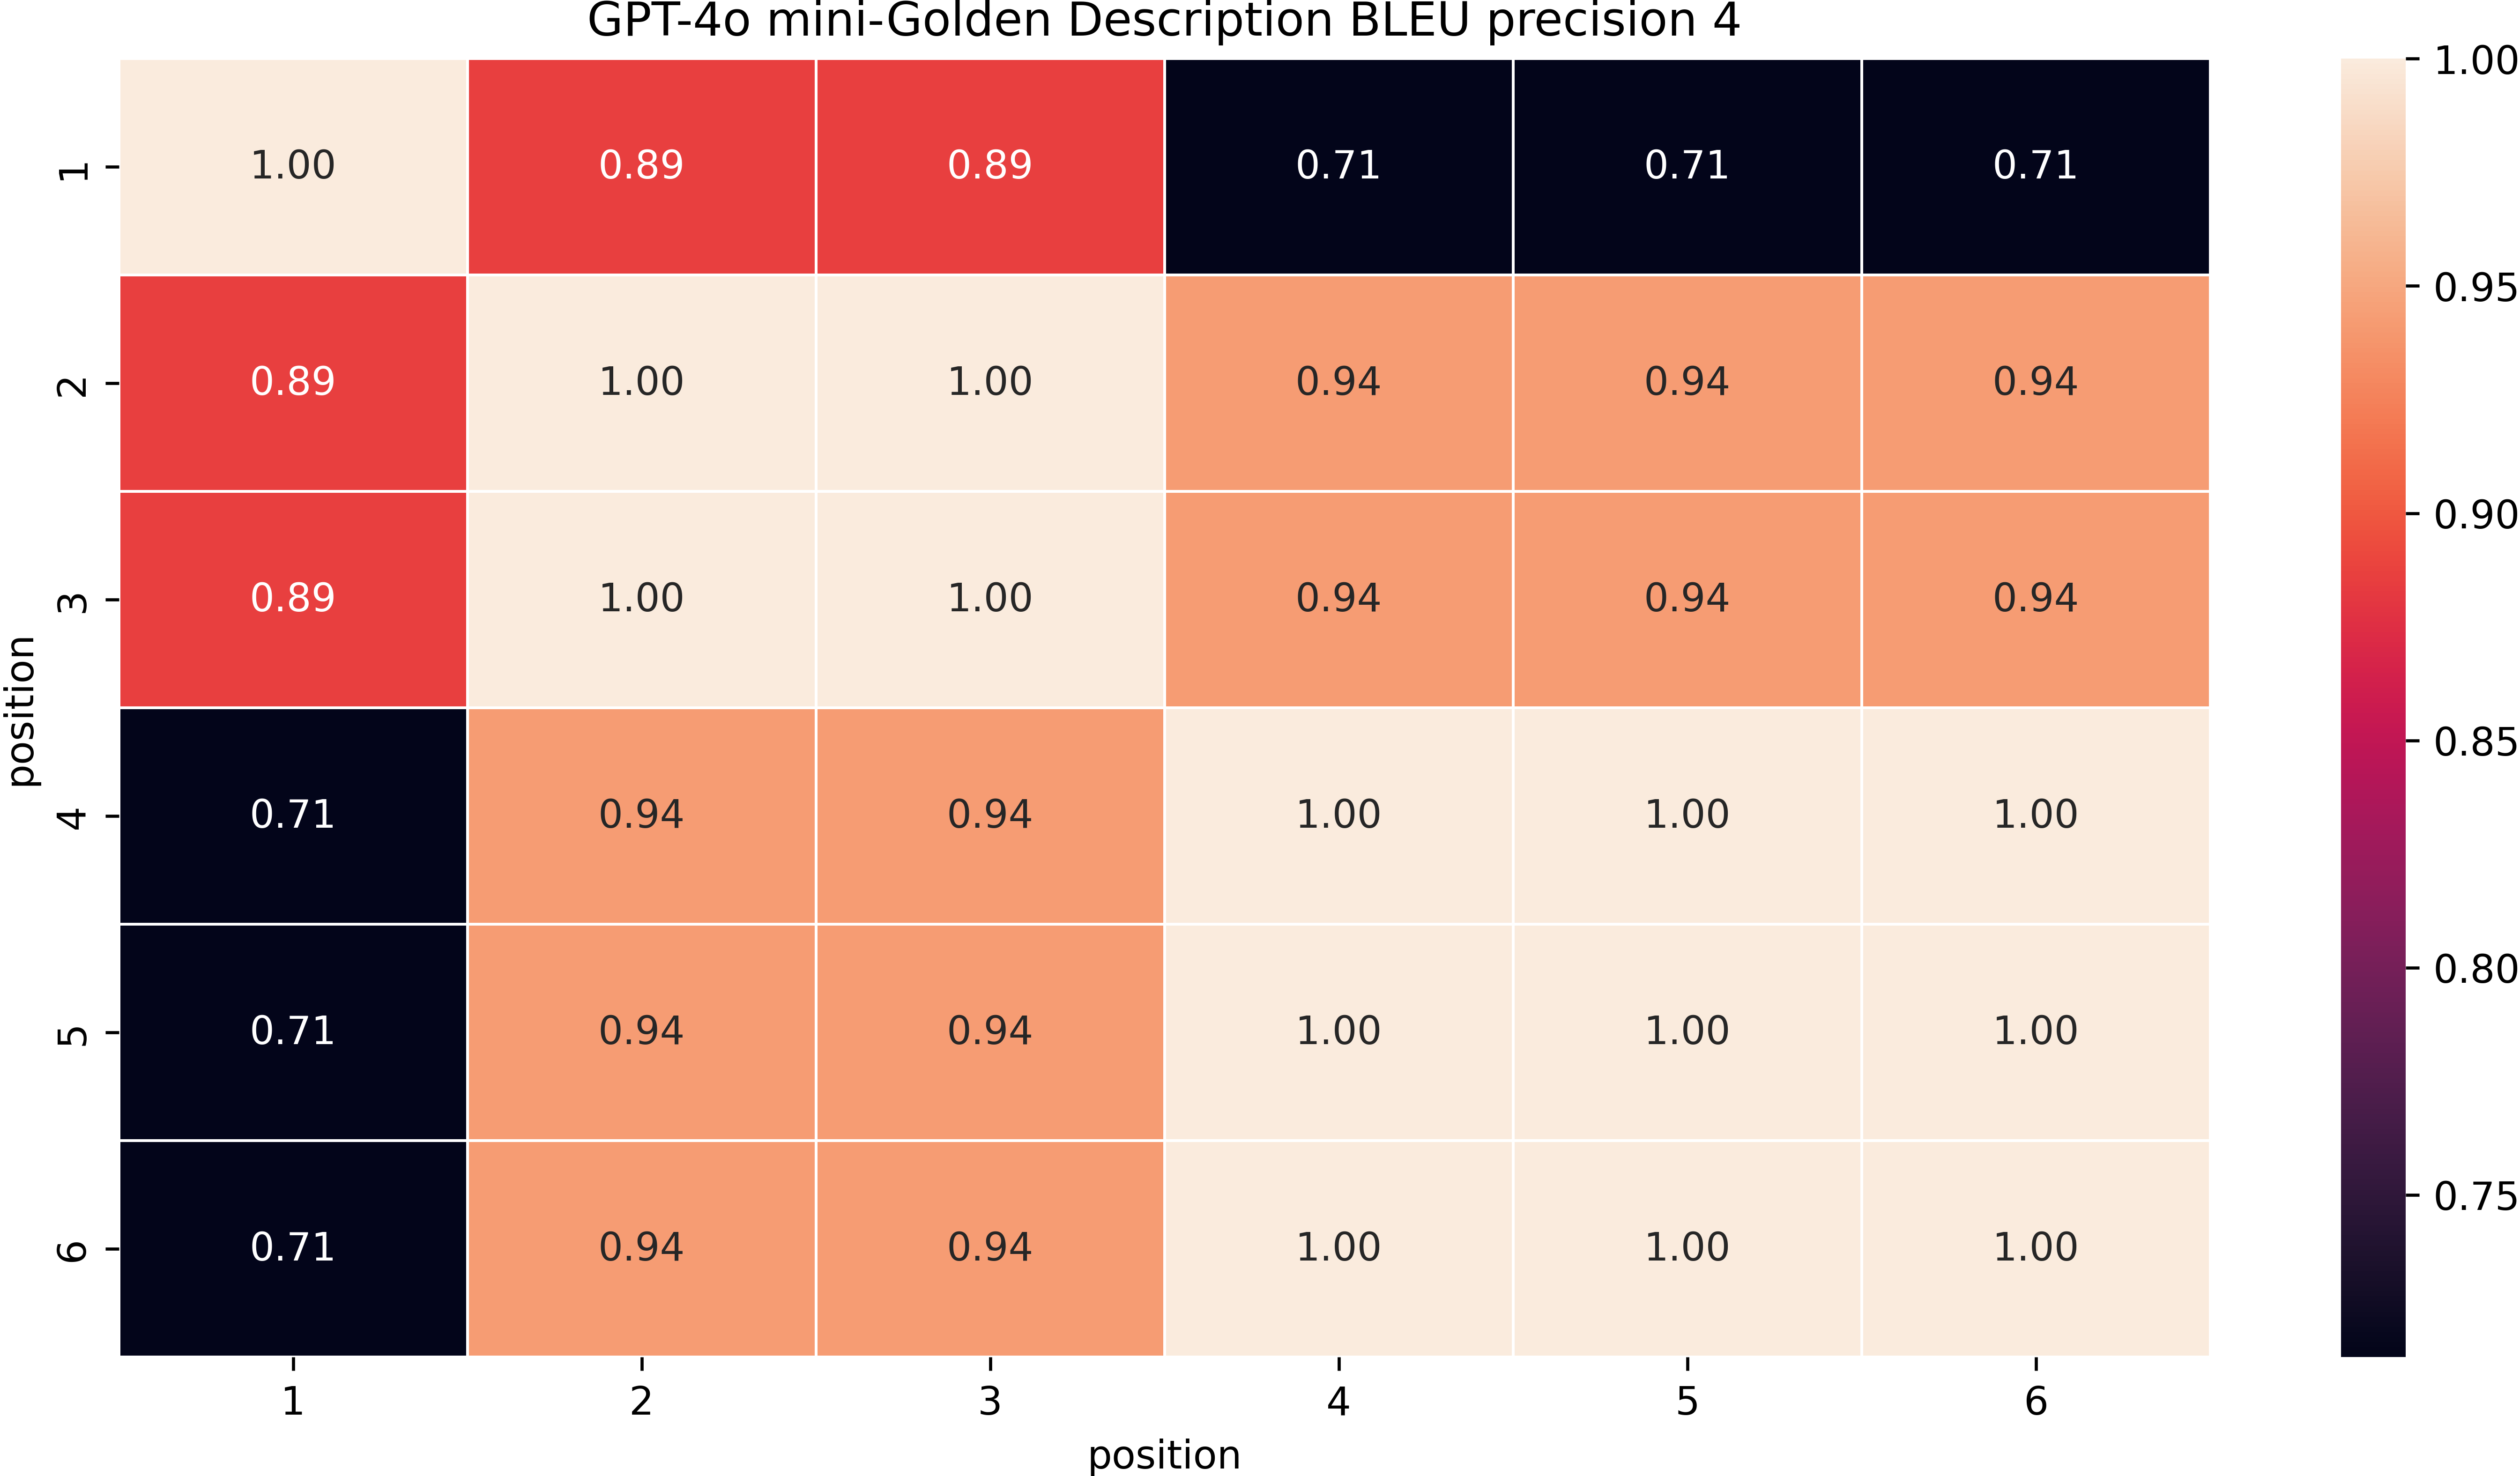 GPT-4o mini-Golden Description BLEU precision 4
1.00
1 1.00 0.89 0.89 0.71 0.71 0.71
0.95
2 0.89 1.00 1.00 0.94 0.94 0.94
0.90
3 0.89 1.00 1.00 0.94 0.94 0.94
position
0.85
4 0.71 0.94 0.94 1.00 1.00 1.00
0.80
5 0.71 0.94 0.94 1.00 1.00 1.00
0.75
6 0.71 0.94 0.94 1.00 1.00 1.00
1 2 3 4 5 6
position